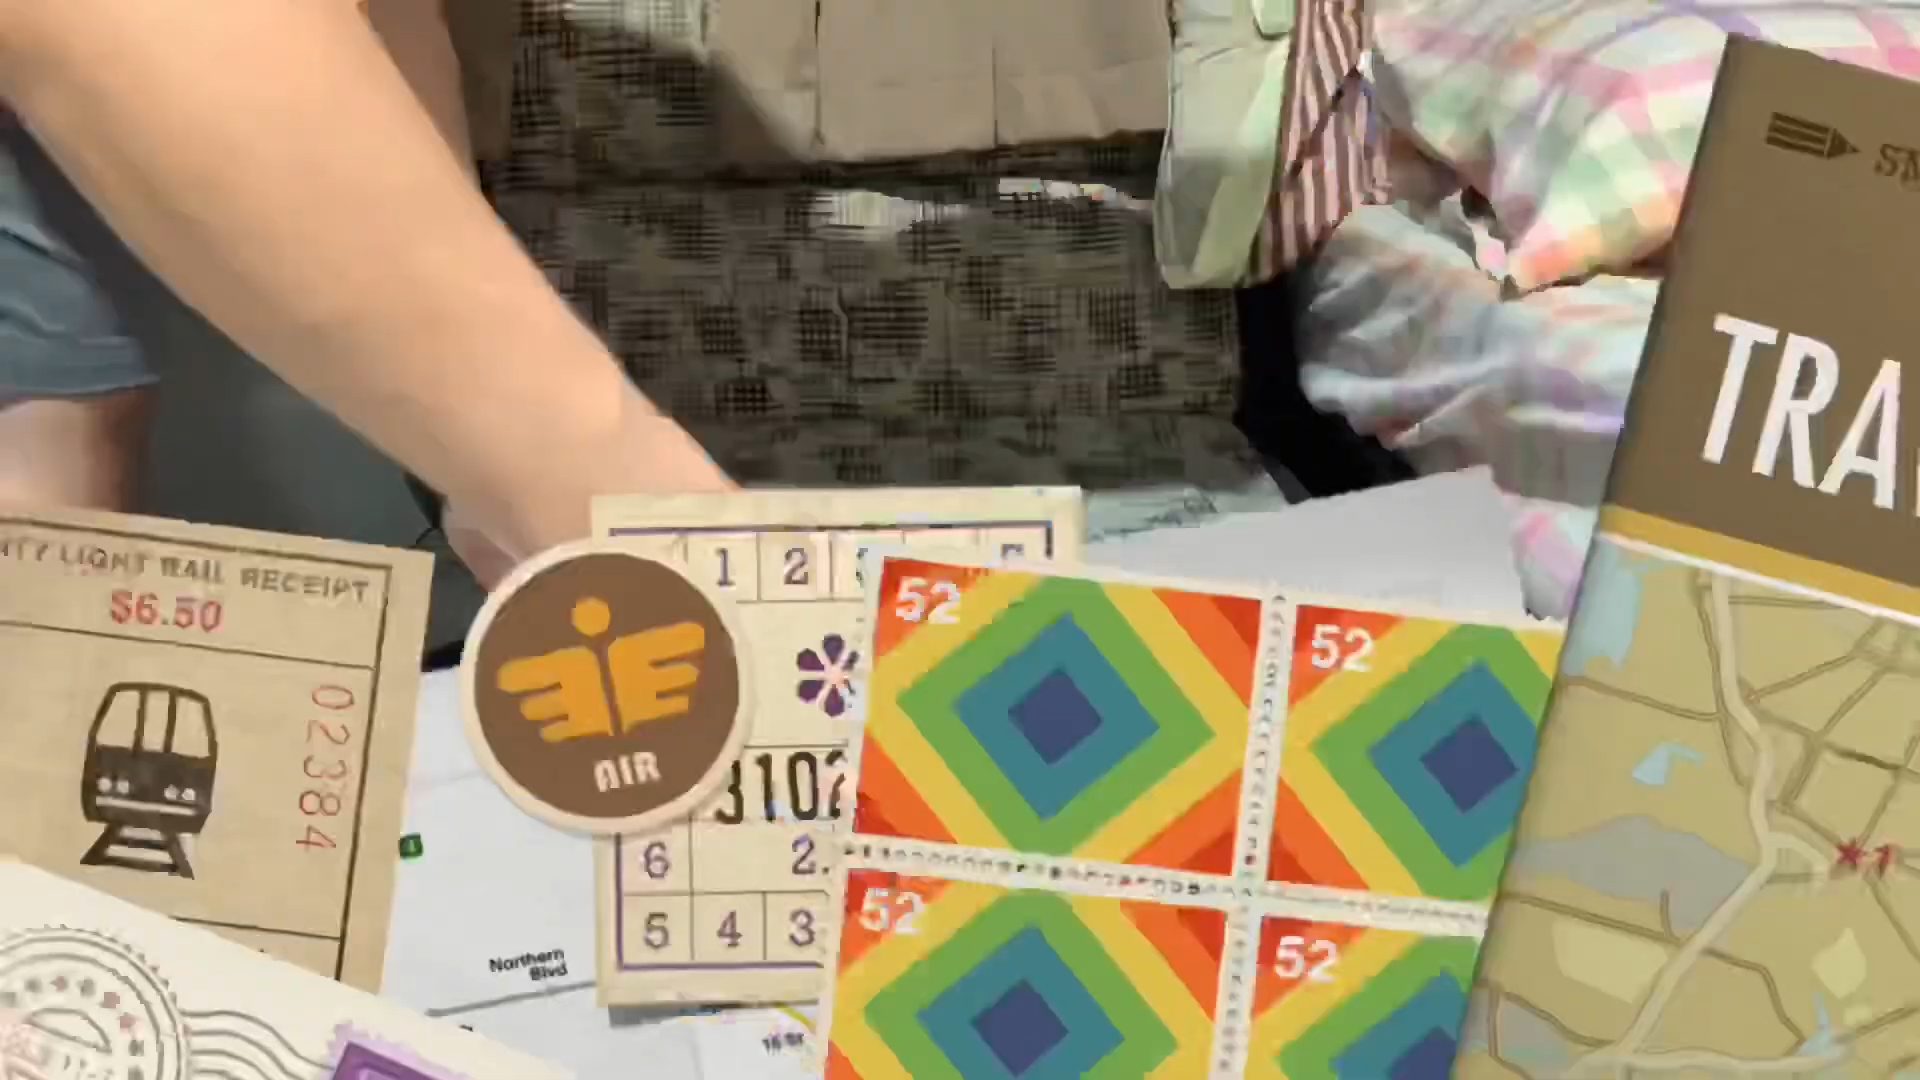 TRA
LIGHT RAIL RECEIPT
$6.50
02384
1 2
52
52
AIR
3102
6 2.
5 4 3
52
52
Northern
Blvd